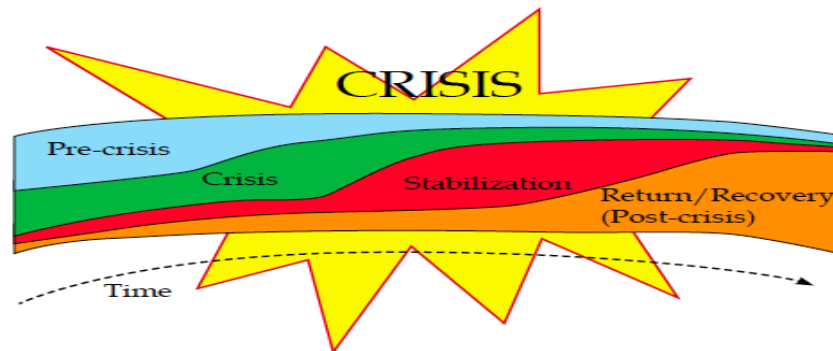 CRISIS
Pre-crisis
Crisis
Stabilization
Return/Recovery
(Post-crisis)
Time